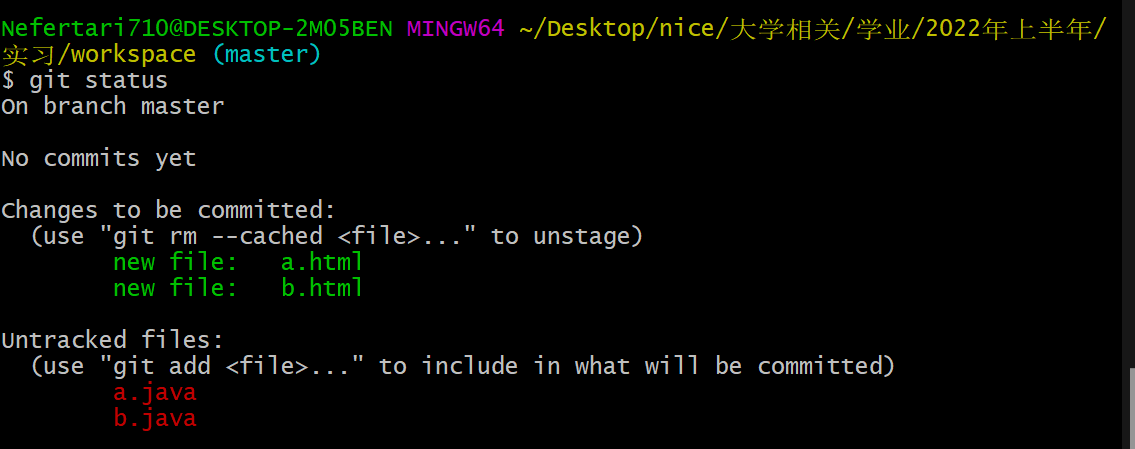 Nefertari710@DESKTOP-2MO5BEN MINGW64 ~/Desktop/nice/大学相关/学业/2022年上半年/
实习/workspace (master)
$ git status
On branch master
No commits yet
Changes to be committed:
  (use "git rm --cached <file>..." to unstage)
        new file:   a.html
        new file:   b.html
Untracked files:
  (use "git add <file>..." to include in what will be committed)
        a.java
        b.java